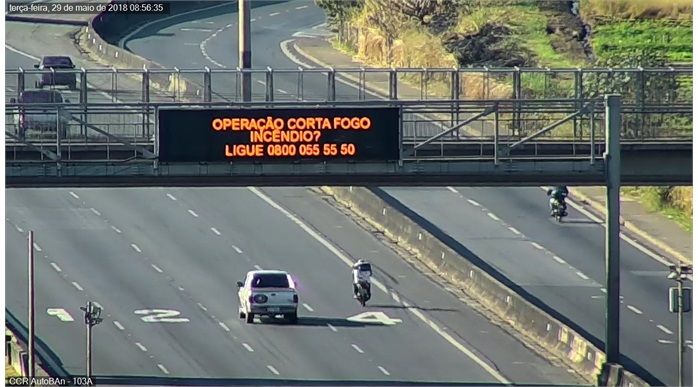 terça-feira, 29 de maio de 2018 08:56:35
OPERAÇÃO CORTA FOGO
INCÊNDIO?
LIGUE 0800 055 55 50
1 2 4
CCR AutoBAn - 103A